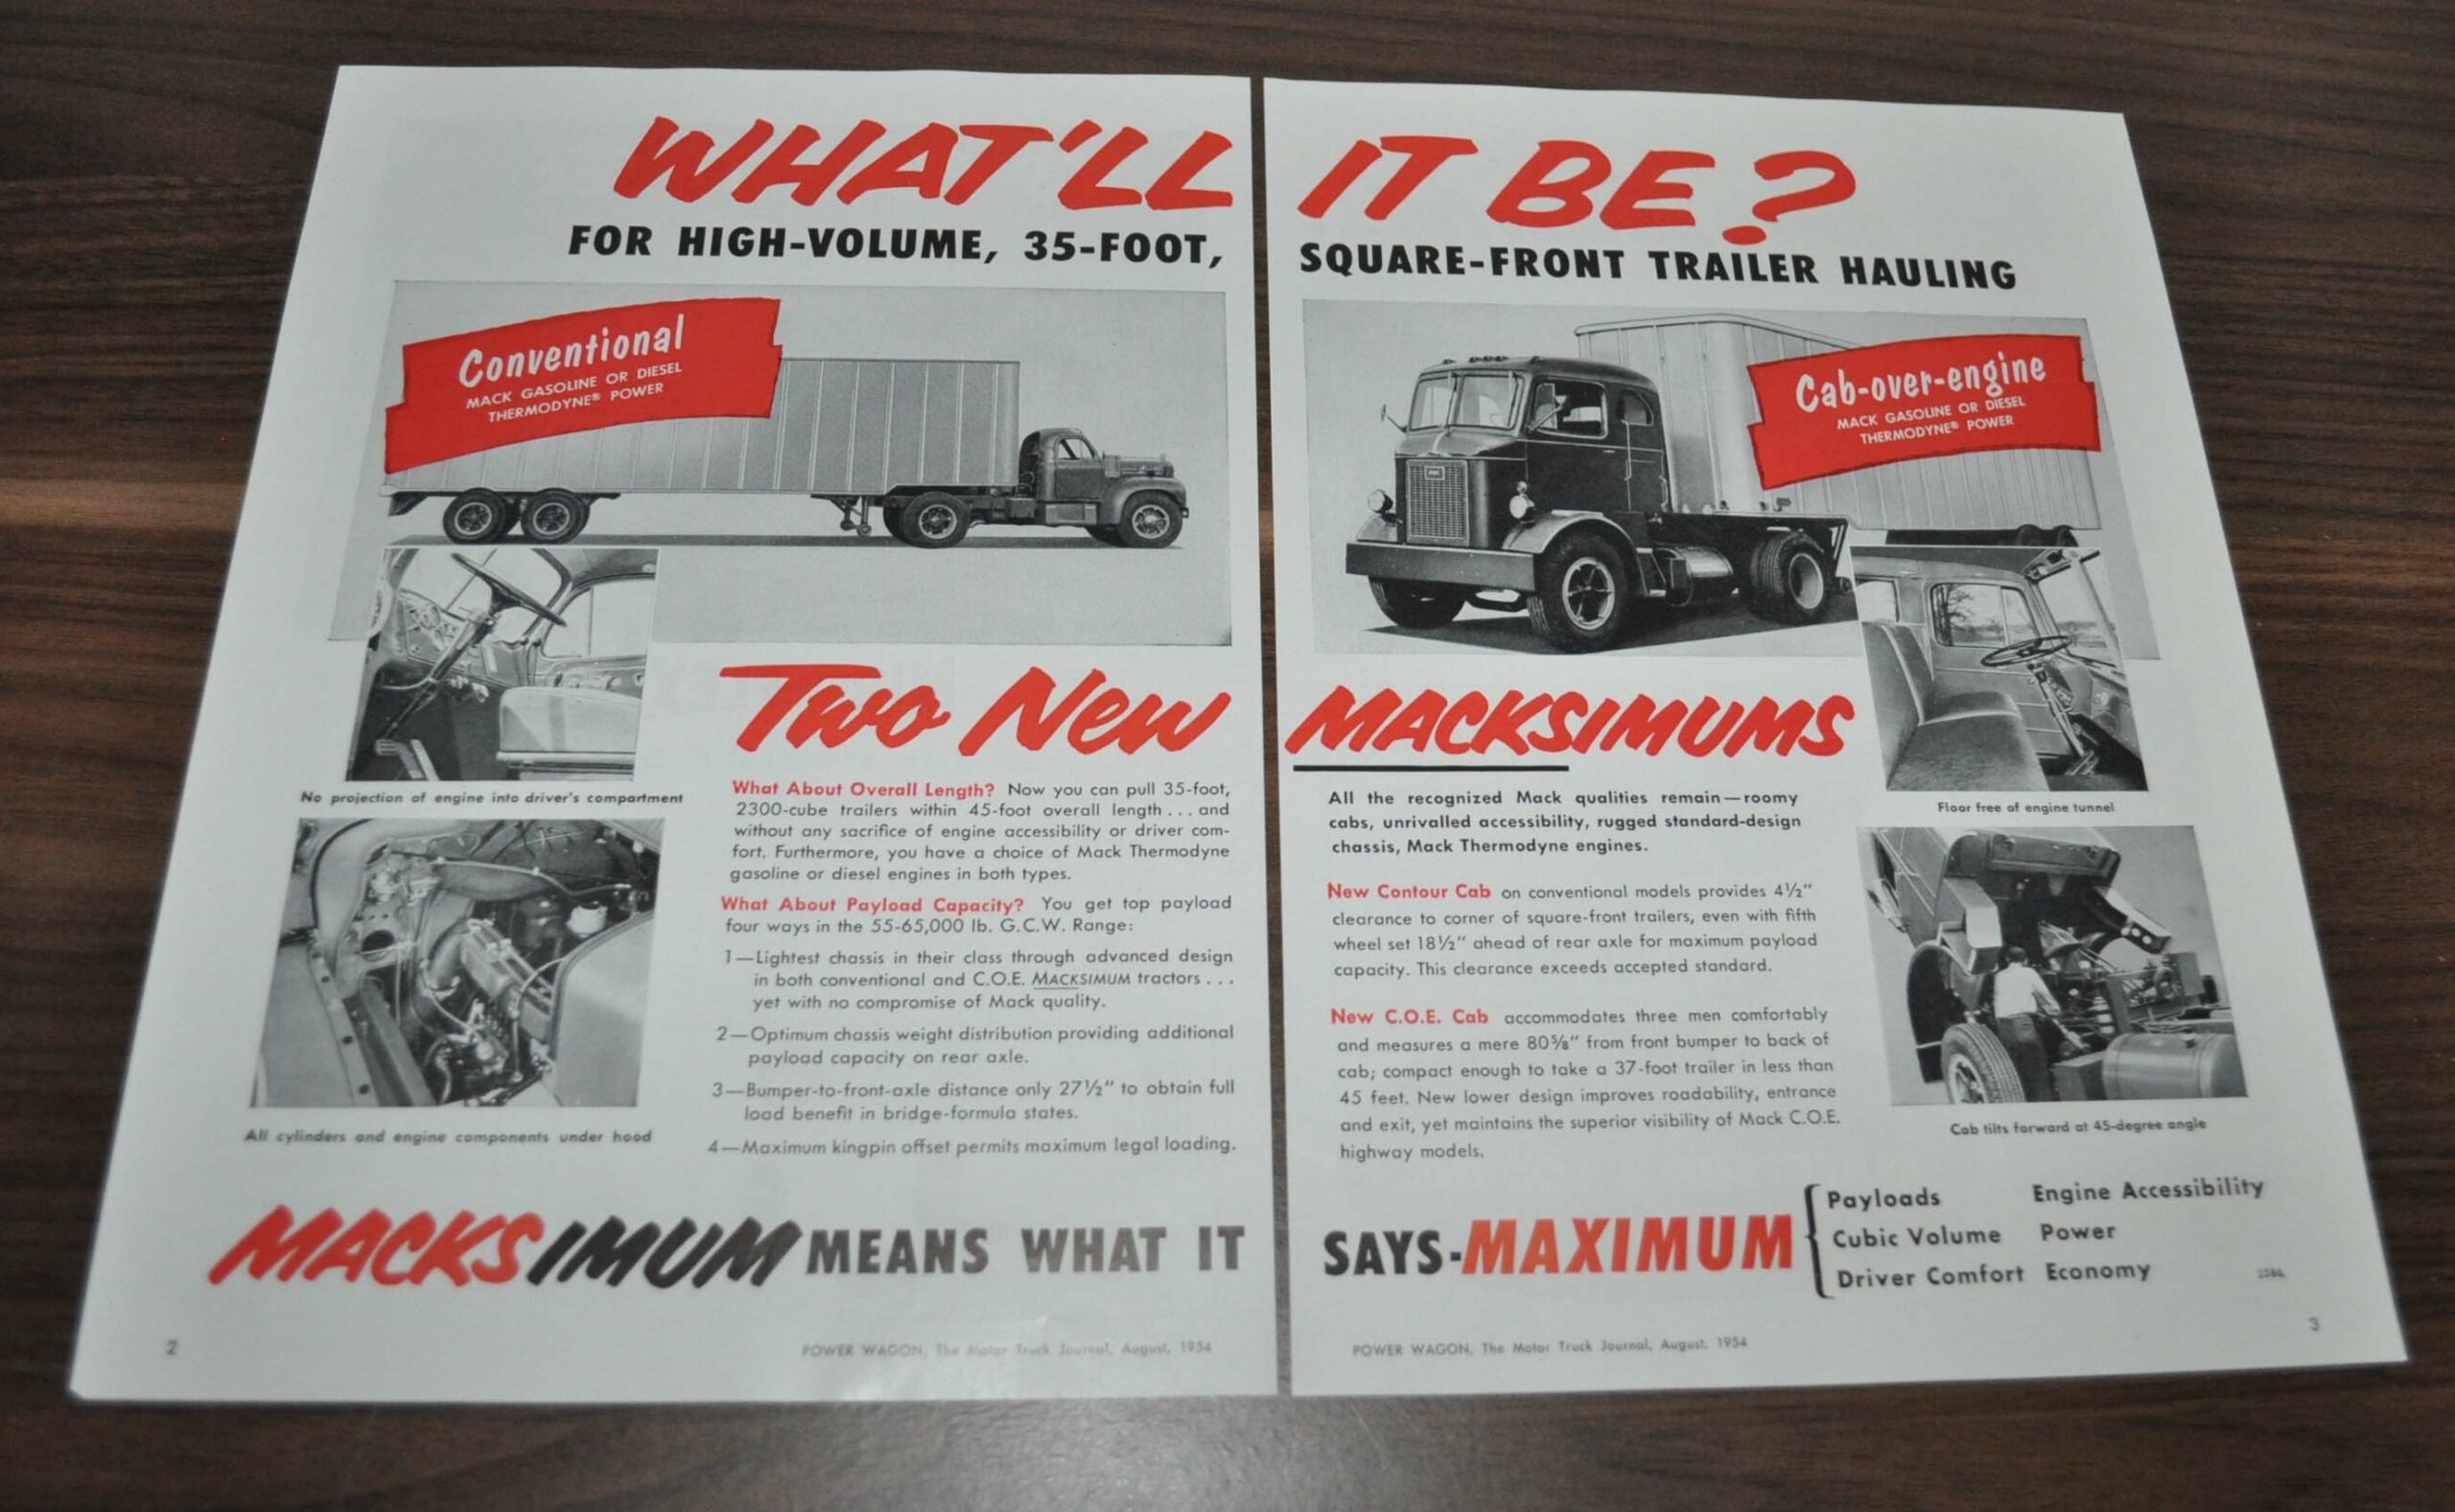 WHAT'LL IT BE?
FOR HIGH-VOLUME, 35-FOOT, SQUARE-FRONT TRAILER HAULING
Conventional
MACK GASOLINE OR DIESEL
THERMODYNE® POWER
No projection of engine into driver's compartment
All cylinders and engine components under hood
Cab-over-engine
MACK GASOLINE OR DIESEL
THERMODYNE® POWER
Floor free of engine tunnel
Cab tilts forward at 45-degree angle
Two New MACKSIMUMS
What About Overall Length? Now you can pull 35-foot,
2300-cube trailers within 45-foot overall length . . . and
without any sacrifice of engine accessibility or driver com-
fort. Furthermore, you have a choice of Mack Thermodyne
gasoline or diesel engines in both types.
What About Payload Capacity? You get top payload
four ways in the 55-65,000 lb. G.C.W. Range:
1—Lightest chassis in their class through advanced design
in both conventional and C.O.E. MACKSIMUM tractors . . .
yet with no compromise of Mack quality.
2—Optimum chassis weight distribution providing additional
payload capacity on rear axle.
3—Bumper-to-front-axle distance only 27½" to obtain full
load benefit in bridge-formula states.
4—Maximum kingpin offset permits maximum legal loading.
All the recognized Mack qualities remain—roomy
cabs, unrivalled accessibility, rugged standard-design
chassis, Mack Thermodyne engines.
New Contour Cab on conventional models provides 4½"
clearance to corner of square-front trailers, even with fifth
wheel set 18½" ahead of rear axle for maximum payload
capacity. This clearance exceeds accepted standard.
New C.O.E. Cab accommodates three men comfortably
and measures a mere 80⅝" from front bumper to back of
cab; compact enough to take a 37-foot trailer in less than
45 feet. New lower design improves roadability, entrance
and exit, yet maintains the superior visibility of Mack C.O.E.
highway models.
MACKSIMUM MEANS WHAT IT SAYS-MAXIMUM
Payloads
Cubic Volume
Driver Comfort
Engine Accessibility
Power
Economy
2
POWER WAGON, The Motor Truck Journal, August, 1954
POWER WAGON, The Motor Truck Journal, August, 1954
3